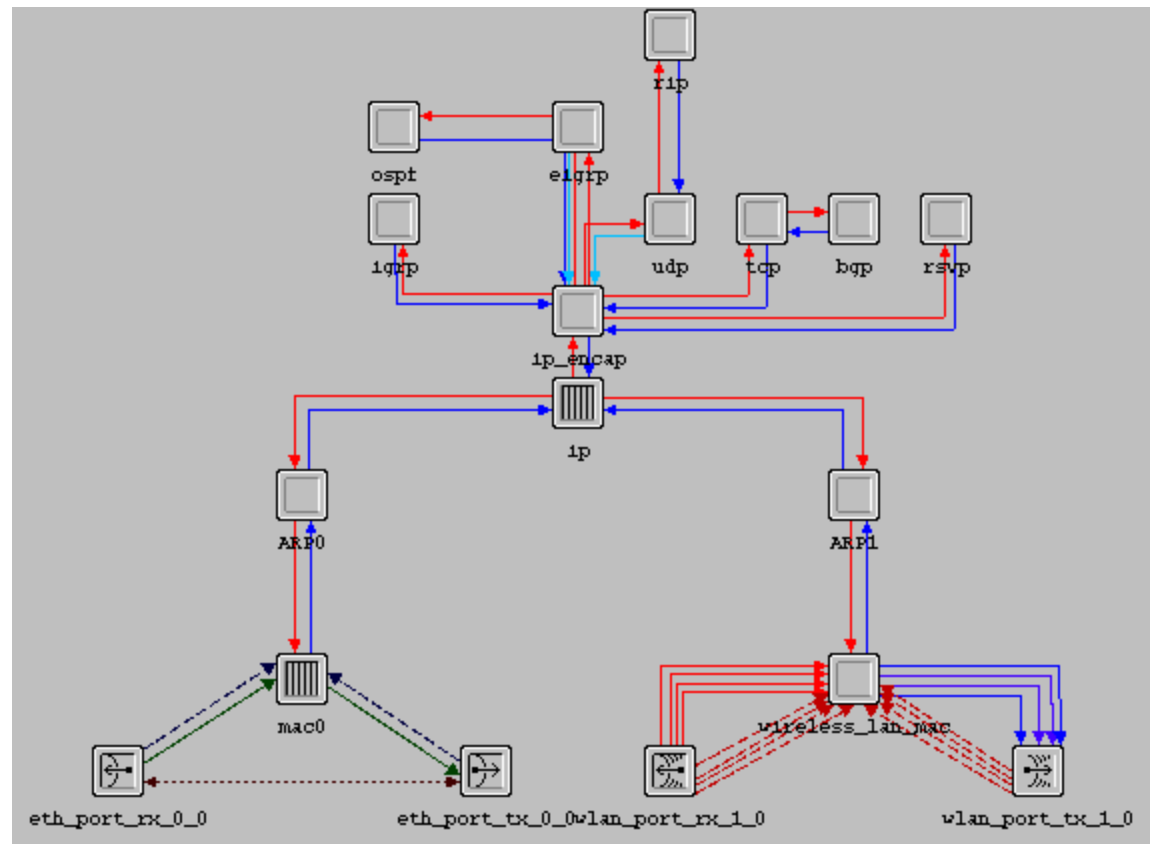 rip
ospf
eigrp
igrp
udp
tcp
bgp
rsvp
ip_encap
ip
ARP0
ARP1
mac0
wireless_lan_mac
eth_port_rx_0_0
eth_port_tx_0_0
wlan_port_rx_1_0
wlan_port_tx_1_0